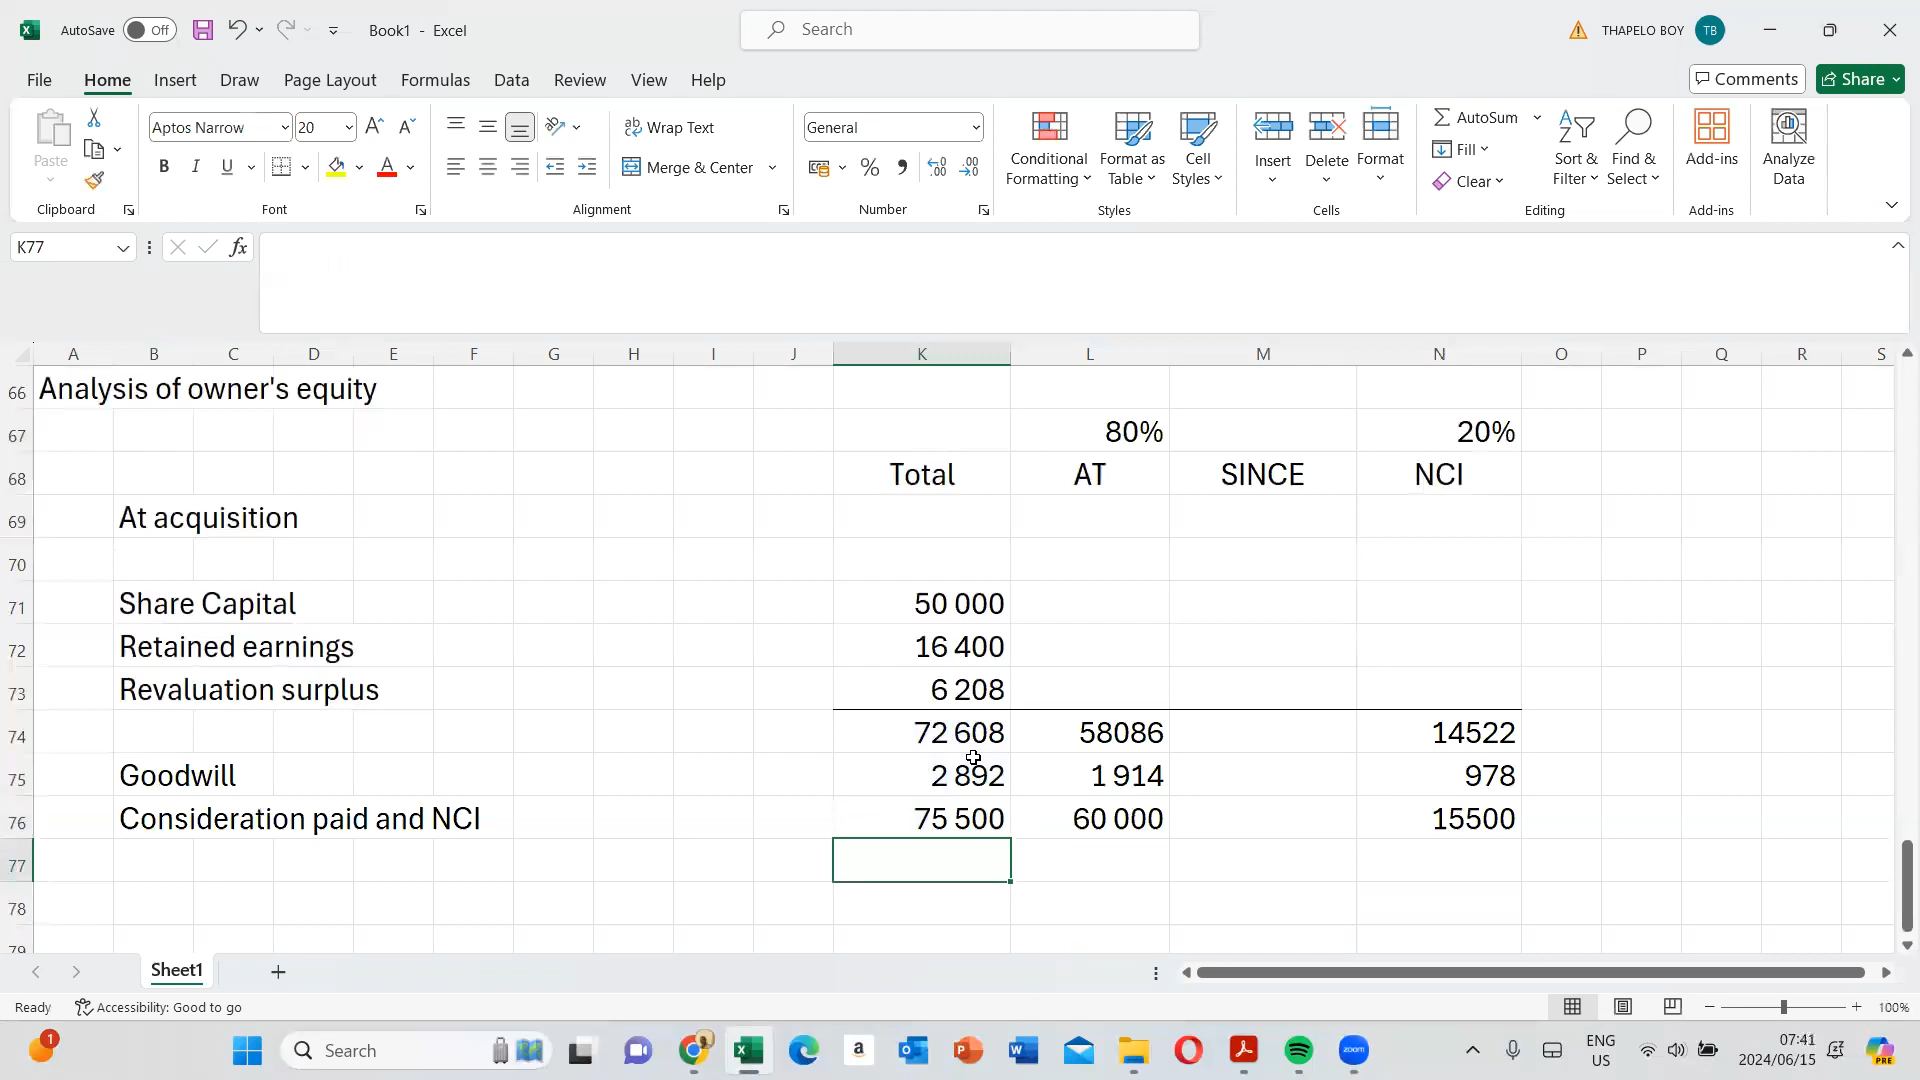 AutoSave Off Book1 - Excel Search THAPELO BOY TB
File Home Insert Draw Page Layout Formulas Data Review View Help Comments Share
Paste Aptos Narrow 20 Wrap Text General Conditional Formatting Format as Table Cell Styles Insert Delete Format AutoSum Fill Clear Sort & Filter Find & Select Add-ins Analyze Data
B I U Merge & Center
Clipboard Font Alignment Number Styles Cells Editing Add-ins
K77 fx
A B C D E F G H I J K L M N O P Q R S
66 Analysis of owner's equity
67 80% 20%
68 Total AT SINCE NCI
69 At acquisition
70
71 Share Capital 50 000
72 Retained earnings 16 400
73 Revaluation surplus 6 208
74 72 608 58086 14522
75 Goodwill 2 892 1 914 978
76 Consideration paid and NCI 75 500 60 000 15500
77
78
79
Sheet1
Ready Accessibility: Good to go 100%
1 Search zoom ENG US 07:41 2024/06/15 PRE